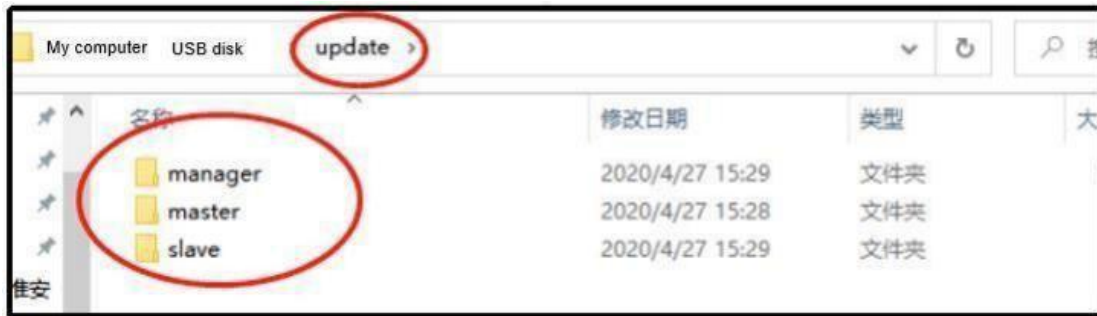 My computer USB disk update >
名称 修改日期 类型 大
manager 2020/4/27 15:29 文件夹
master 2020/4/27 15:28 文件夹
slave 2020/4/27 15:29 文件夹
淮安